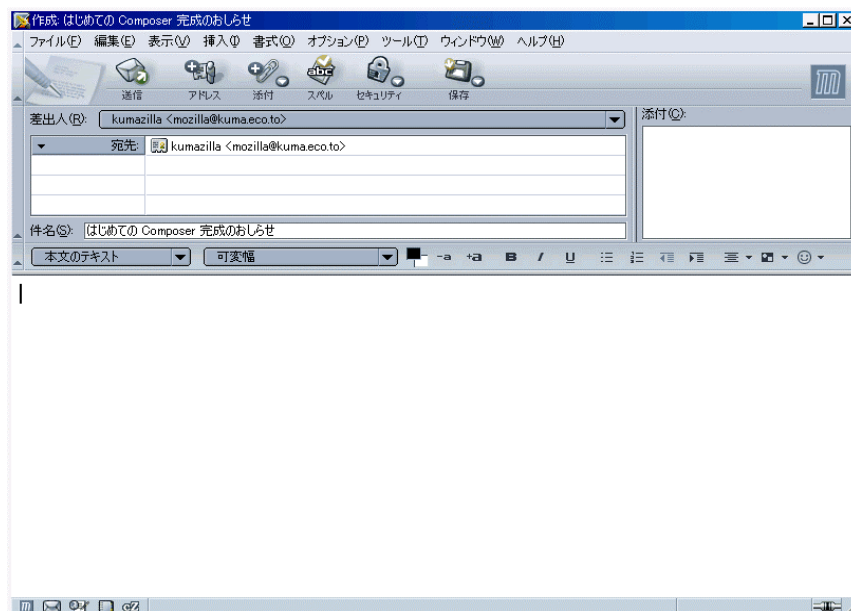 作成: はじめての Composer 完成のおしらせ
ファイル(F) 編集(E) 表示(V) 挿入(I) 書式(O) オプション(P) ツール(T) ウィンドウ(W) ヘルプ(H)
送信 アドレス 添付 スペル セキュリティ 保存
差出人(R): kumazilla <mozilla@kuma.eco.to> 添付(C):
宛先: kumazilla <mozilla@kuma.eco.to>
件名(S): はじめての Composer 完成のおしらせ
本文のテキスト 可変幅 -a +a B I U